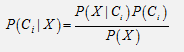 P(C_i | X) = P(X | C_i)P(C_i) / P(X)